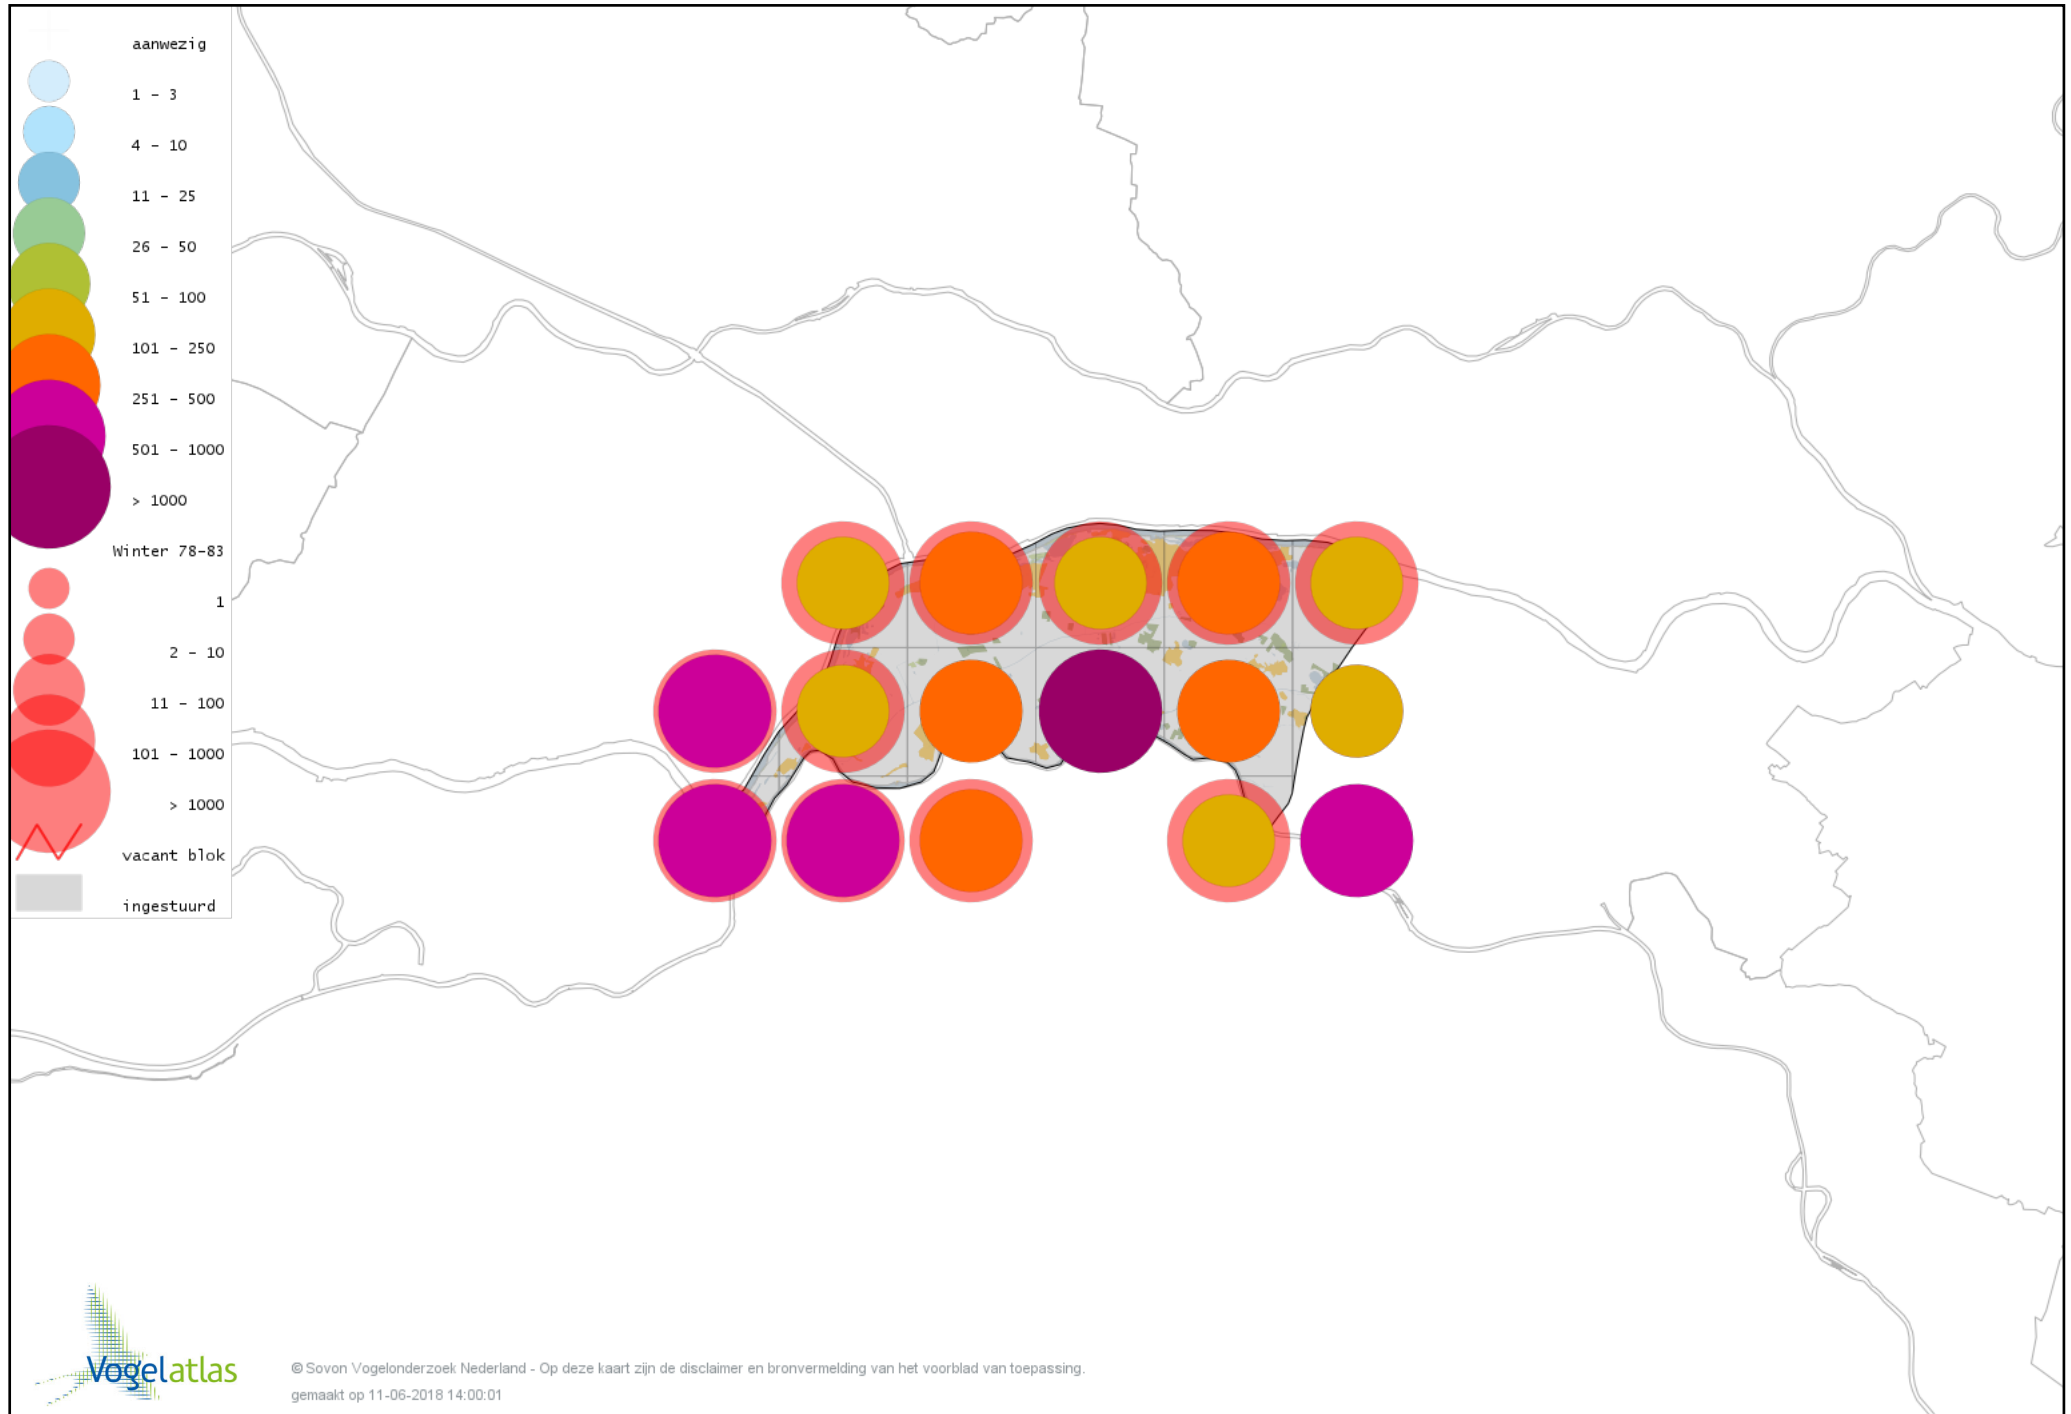 aanwezig
1 - 3
4 - 10
11 - 25
26 - 50
51 - 100
101 - 250
251 - 500
501 - 1000
> 1000
Winter 78-83
1
2 - 10
11 - 100
101 - 1000
> 1000
vacant blok
ingestuurd
Vogelatlas
© Sovon Vogelonderzoek Nederland - Op deze kaart zijn de disclaimer en bronvermelding van het voorblad van toepassing.
gemaakt op 11-06-2018 14:00:01